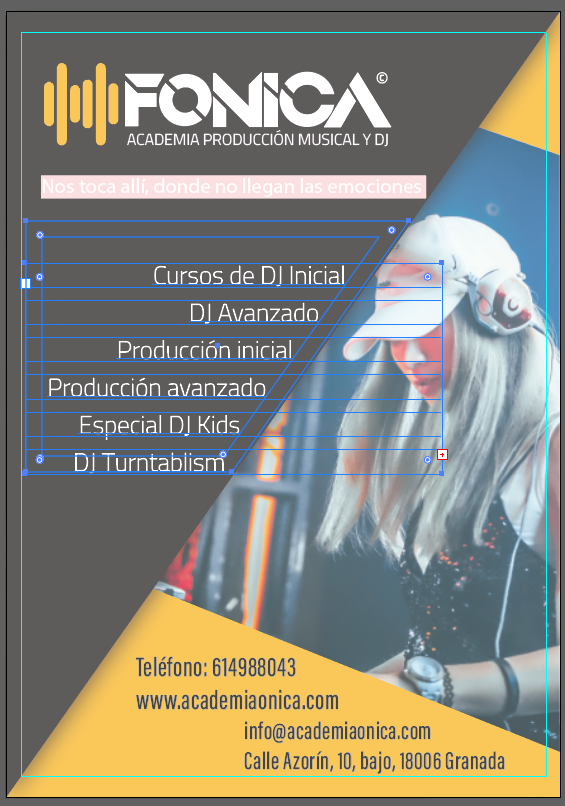 FONICA©
ACADEMIA PRODUCCIÓN MUSICAL Y DJ
Nos toca allí, donde no llegan las emociones
Cursos de DJ Inicial
DJ Avanzado
Producción inicial
Producción avanzado
Especial DJ Kids
DJ Turntablism
Teléfono: 614988043
www.academiaonica.com
info@academiaonica.com
Calle Azorín, 10, bajo, 18006 Granada